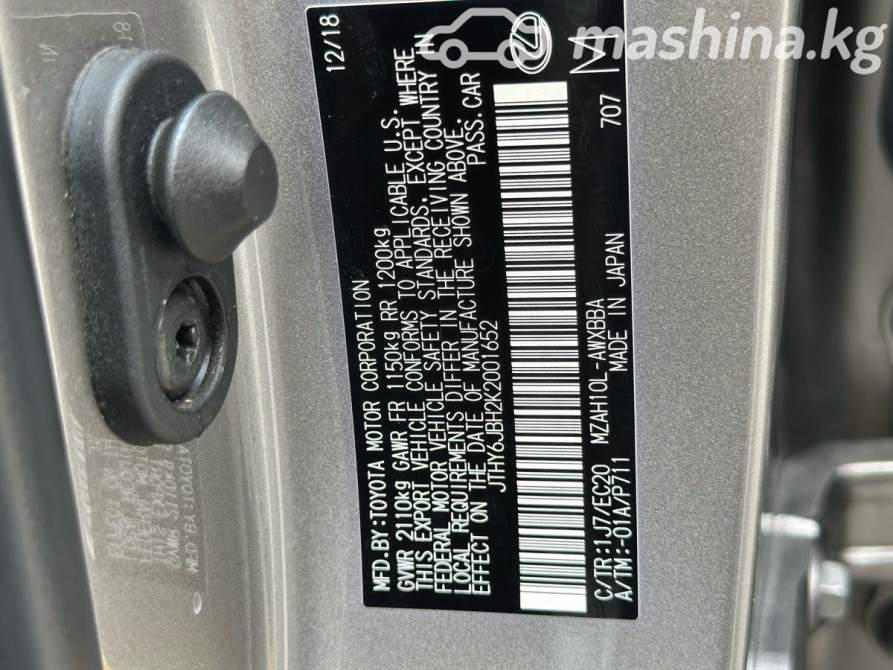 mashina.kg
MFD.BY:TOYOTA MOTOR CORPORATION 12/18
GVWR 2110kg GAWR FR 1150kg RR 1200kg
THIS EXPORT VEHICLE CONFORMS TO APPLICABLE U.S.
FEDERAL MOTOR VEHICLE SAFETY STANDARDS, EXCEPT WHERE
LOCAL REQUIREMENTS DIFFER IN THE RECEIVING COUNTRY IN
EFFECT ON THE DATE OF MANUFACTURE SHOWN ABOVE.
JTHY6JBH2K2001652 PASS.CAR
C/TR:1J7/EC20 MZAH10L-AWXBBA 707
A/TM:-01A/P711 MADE IN JAPAN